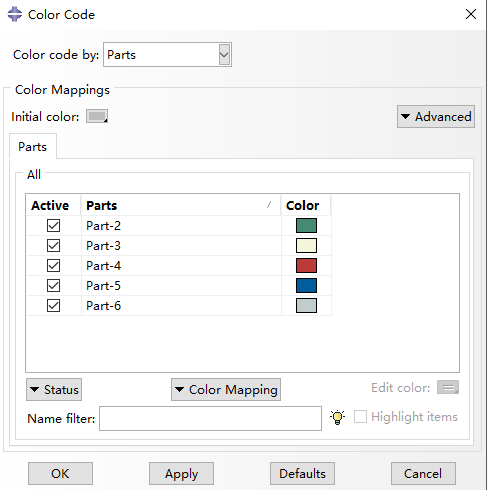 Color Code
Color code by: Parts
Color Mappings
Initial color:
Advanced
Parts
All
Active Parts / Color
Part-2
Part-3
Part-4
Part-5
Part-6
Status Color Mapping Edit color:
Name filter: Highlight items
OK Apply Defaults Cancel